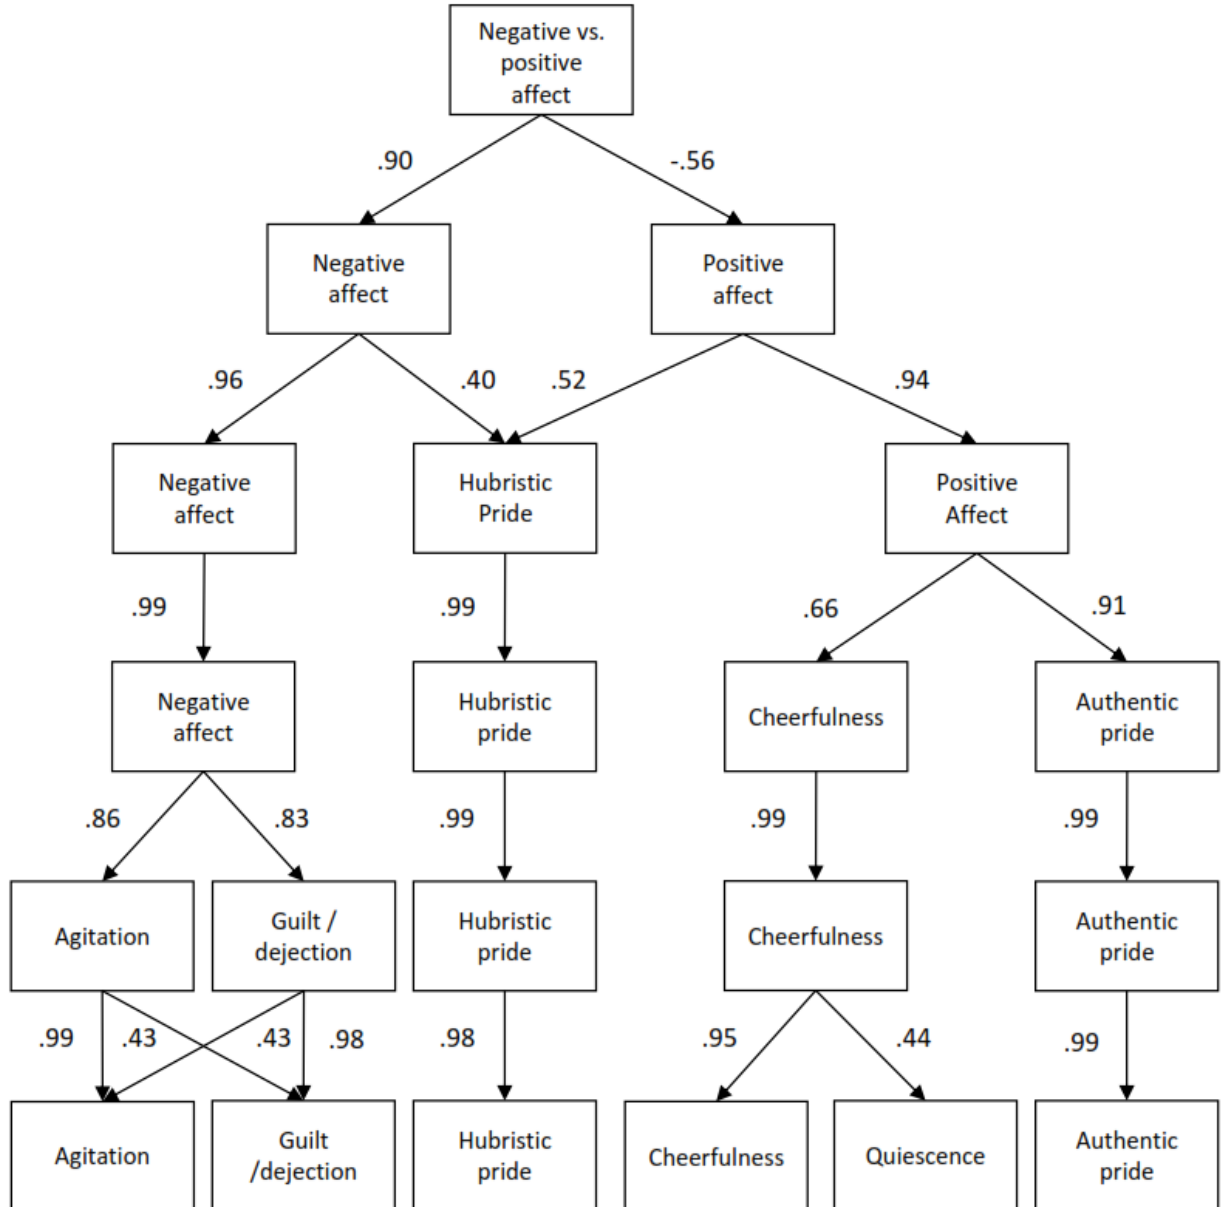 Negative vs.
positive
affect
.90
-.56
Negative
affect
Positive
affect
.96
.40
.52
.94
Negative
affect
Hubristic
Pride
Positive
Affect
.99
.99
.66
.91
Negative
affect
Hubristic
pride
Cheerfulness
Authentic
pride
.86
.83
.99
.99
.99
Agitation
Guilt /
dejection
Hubristic
pride
Cheerfulness
Authentic
pride
.99
.43
.43
.98
.98
.95
.44
.99
Agitation
Guilt
/dejection
Hubristic
pride
Cheerfulness
Quiescence
Authentic
pride